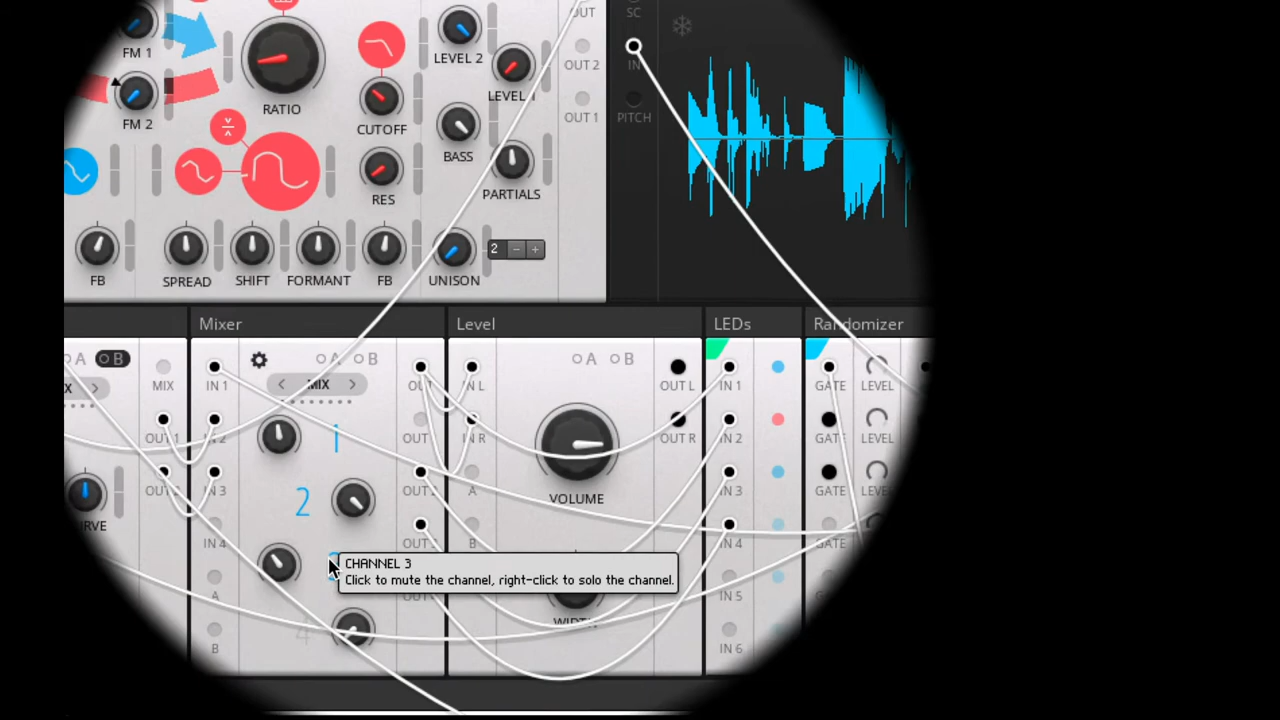 OUT
SC
FM 1
LEVEL 2
OUT 2
IN
LEVEL 1
RATIO
FM 2
CUTOFF
OUT 1
PITCH
BASS
RES
PARTIALS
2 - +
FB
SPREAD
SHIFT
FORMANT
FB
UNISON
Mixer
Level
LEDs
Randomizer
A
B
A B
A B
MIX
IN 1
< MIX >
IN L
OUT L
IN 1
GATE
LEVEL
1
OUT 1
IN 2
OUT
IN R
OUT R
IN 2
GATE
LEVEL
2
IN 3
OUT 2
A
VOLUME
IN 3
GATE
IN 4
OUT 3
B
IN 4
GATE
CHANNEL 3
Click to mute the channel, right-click to solo the channel.
A
IN 5
WIDTH
4
B
IN 6